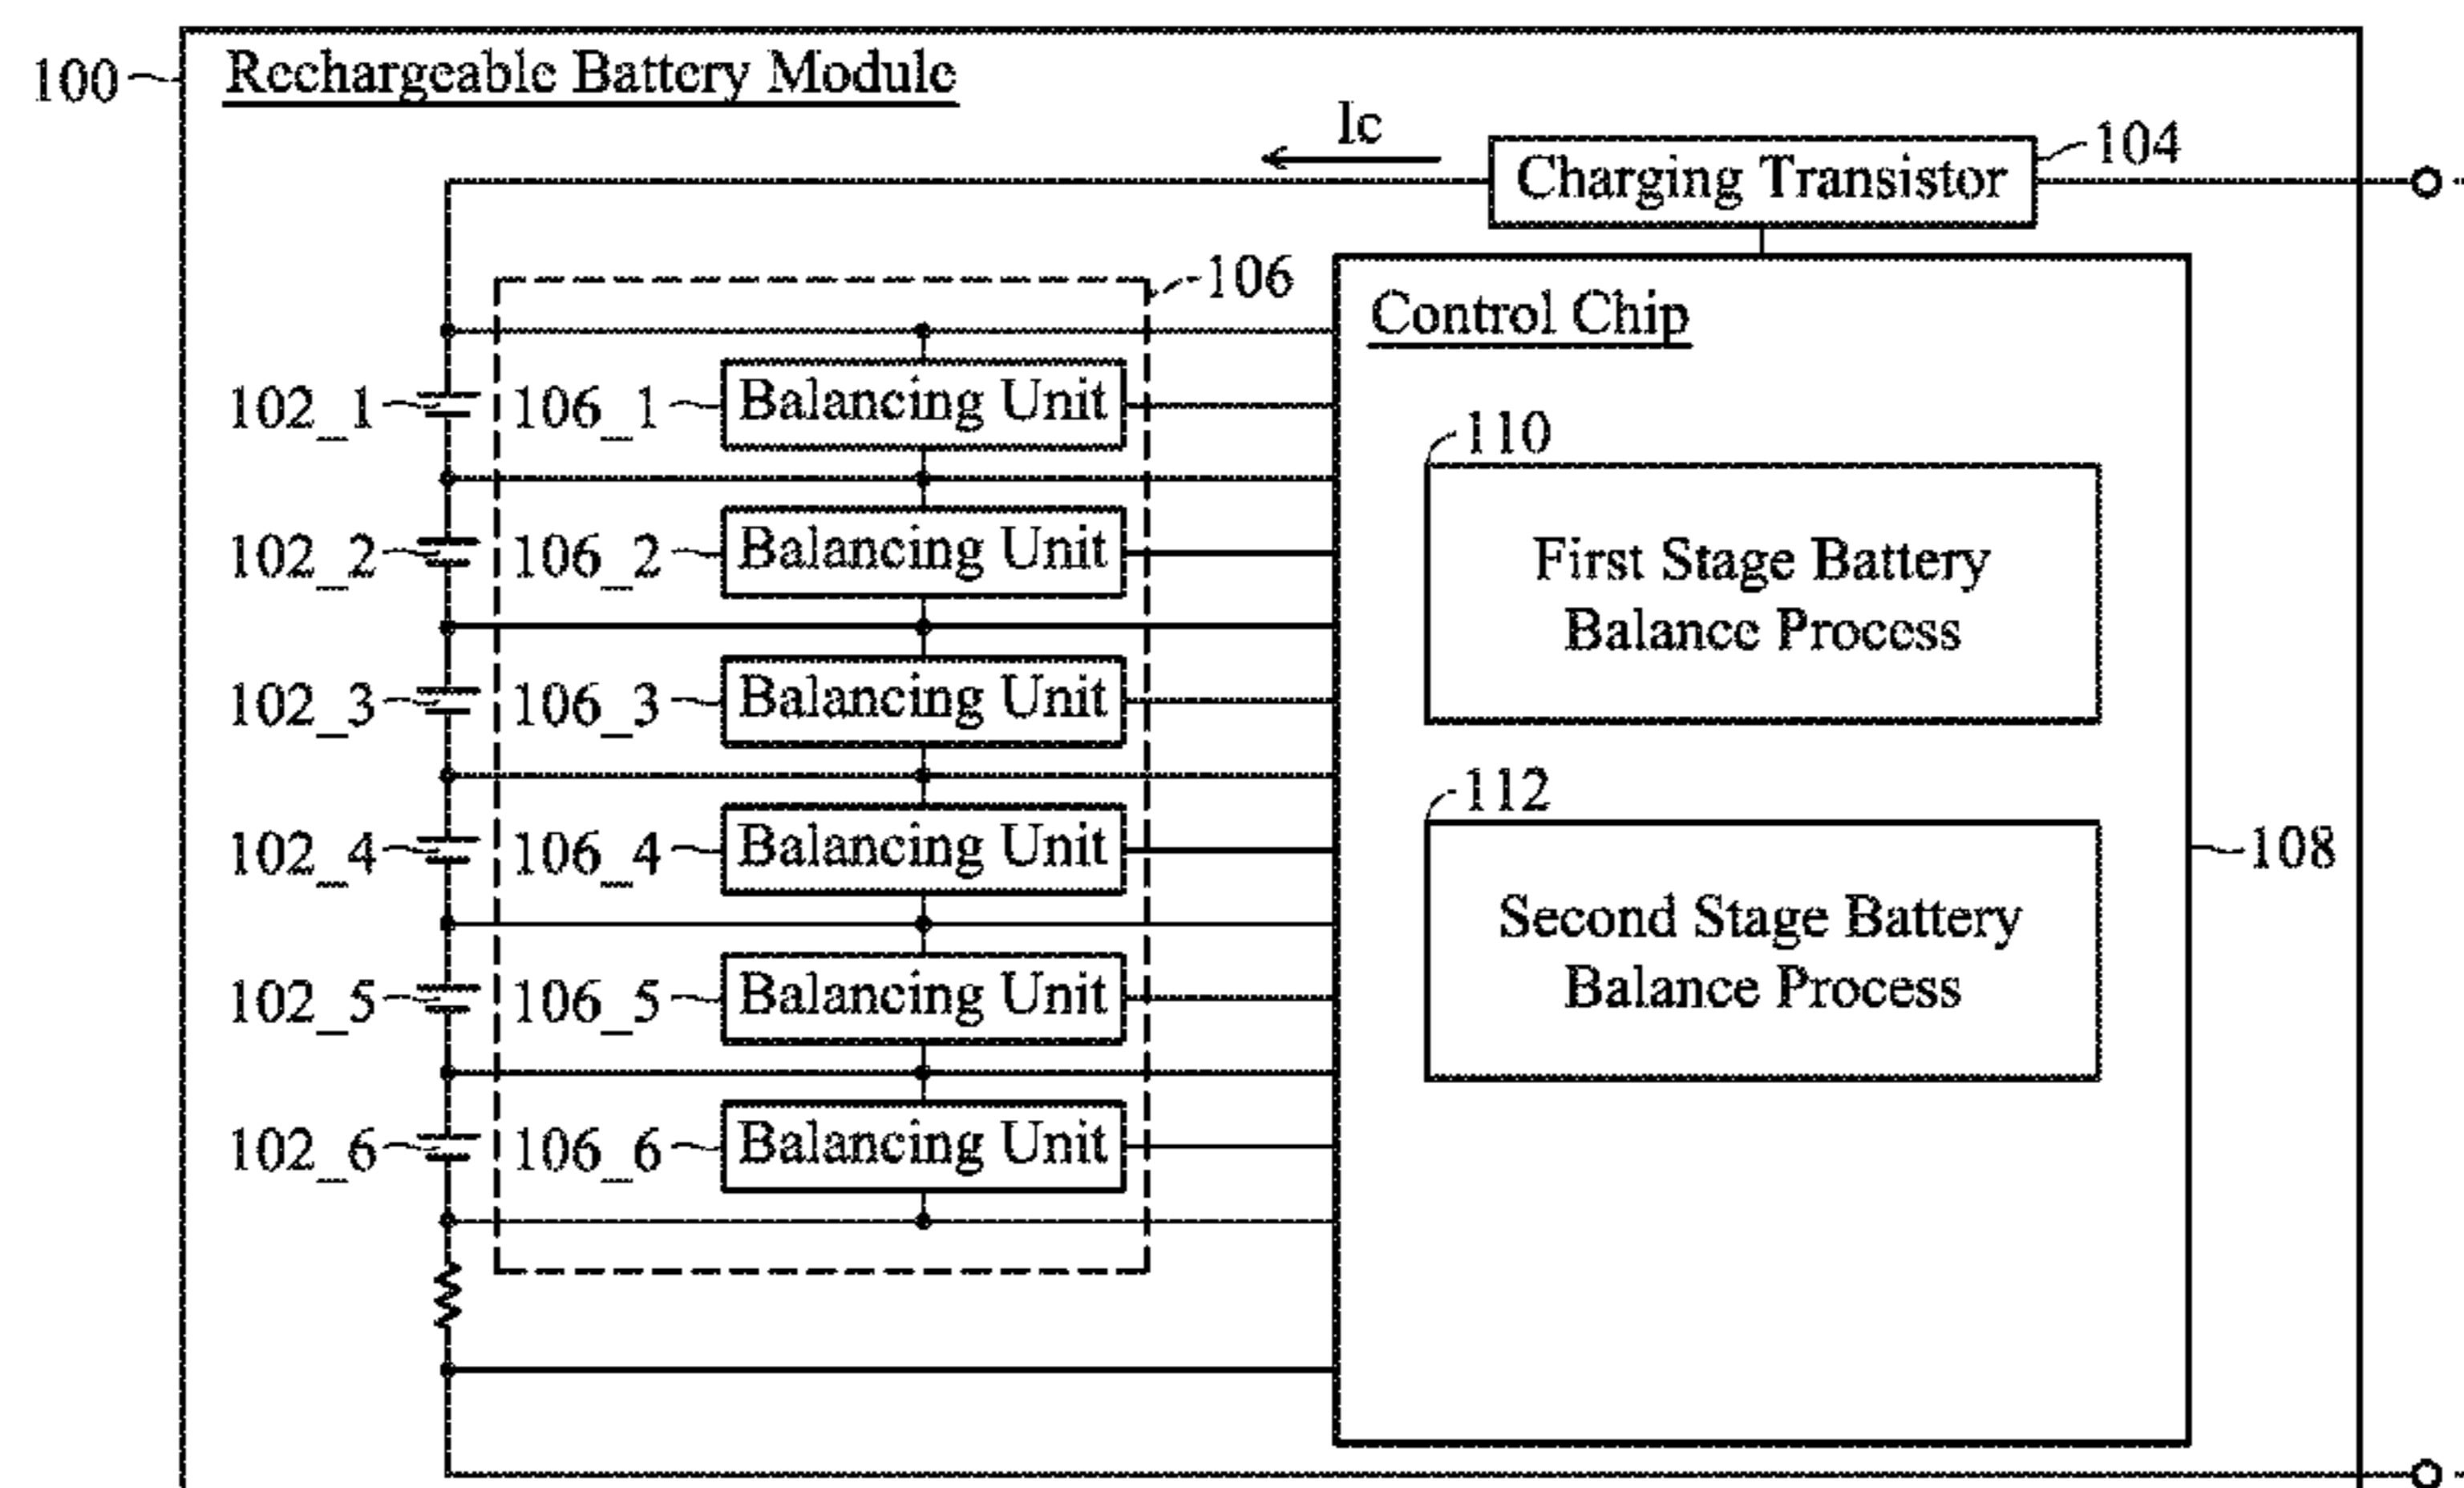 100
Rechargeable Battery Module
Ic
104
Charging Transistor
106
Control Chip
102_1
106_1
Balancing Unit
110
102_2
106_2
Balancing Unit
First Stage Battery
Balance Process
102_3
106_3
Balancing Unit
112
102_4
106_4
Balancing Unit
108
Second Stage Battery
Balance Process
102_5
106_5
Balancing Unit
102_6
106_6
Balancing Unit